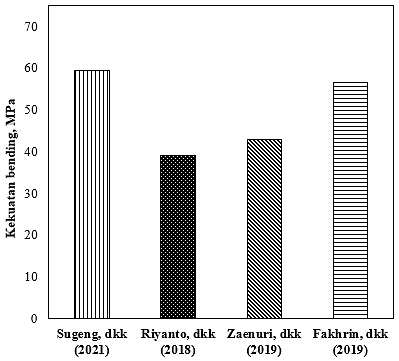 Kekuatan bending, MPa
70
60
50
40
30
20
10
0
Sugeng, dkk
(2021)
Riyanto, dkk
(2018)
Zaenuri, dkk
(2019)
Fakhrin, dkk
(2019)